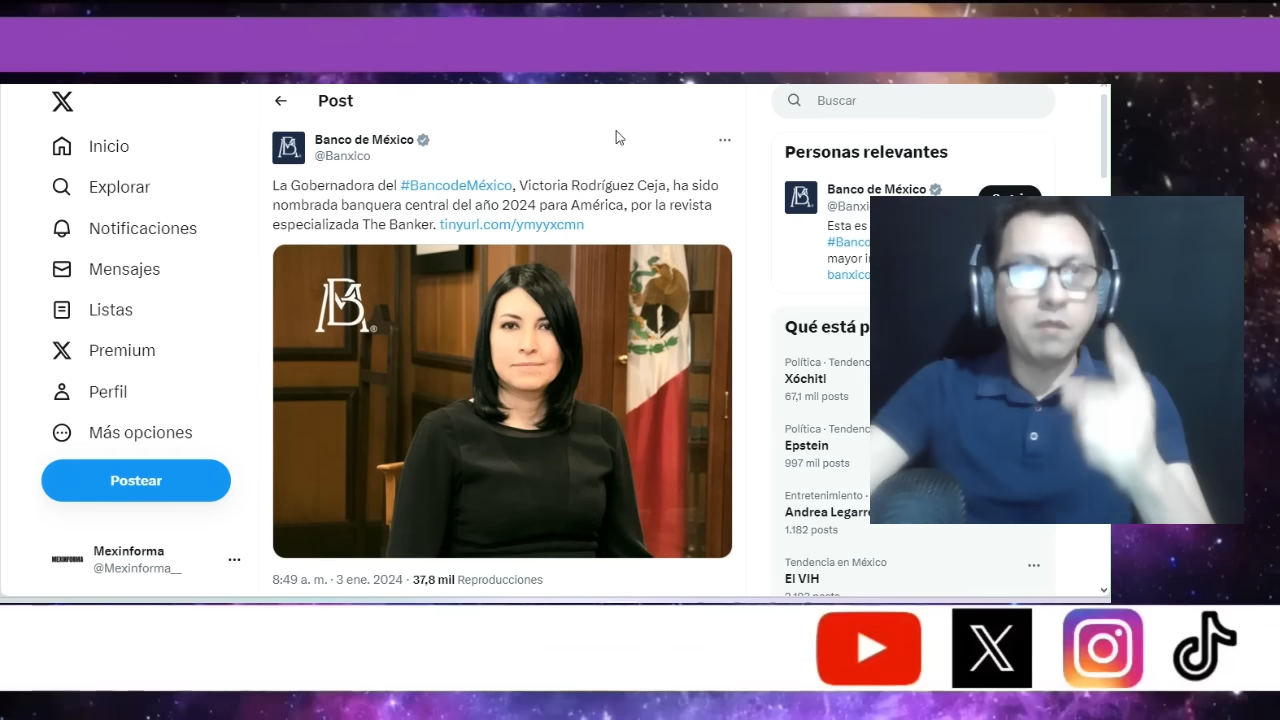 Post
Buscar
Inicio
Explorar
Notificaciones
Mensajes
Listas
Premium
Perfil
Más opciones
Postear
Mexinforma
@Mexinforma__
Banco de México
@Banxico
La Gobernadora del #BancodeMéxico, Victoria Rodríguez Ceja, ha sido
nombrada banquera central del año 2024 para América, por la revista
especializada The Banker. tinyurl.com/ymyyxcmn
8:49 a. m. · 3 ene. 2024 · 37,8 mil Reproducciones
Personas relevantes
Banco de México
Esta es
mayor
Qué está
Política · Tendenc
Xóchitl
67,1 mil posts
Política · Tendenc
Epstein
997 mil posts
Entretenimiento ·
Andrea Legarr
1.182 posts
Tendencia en México
El VIH